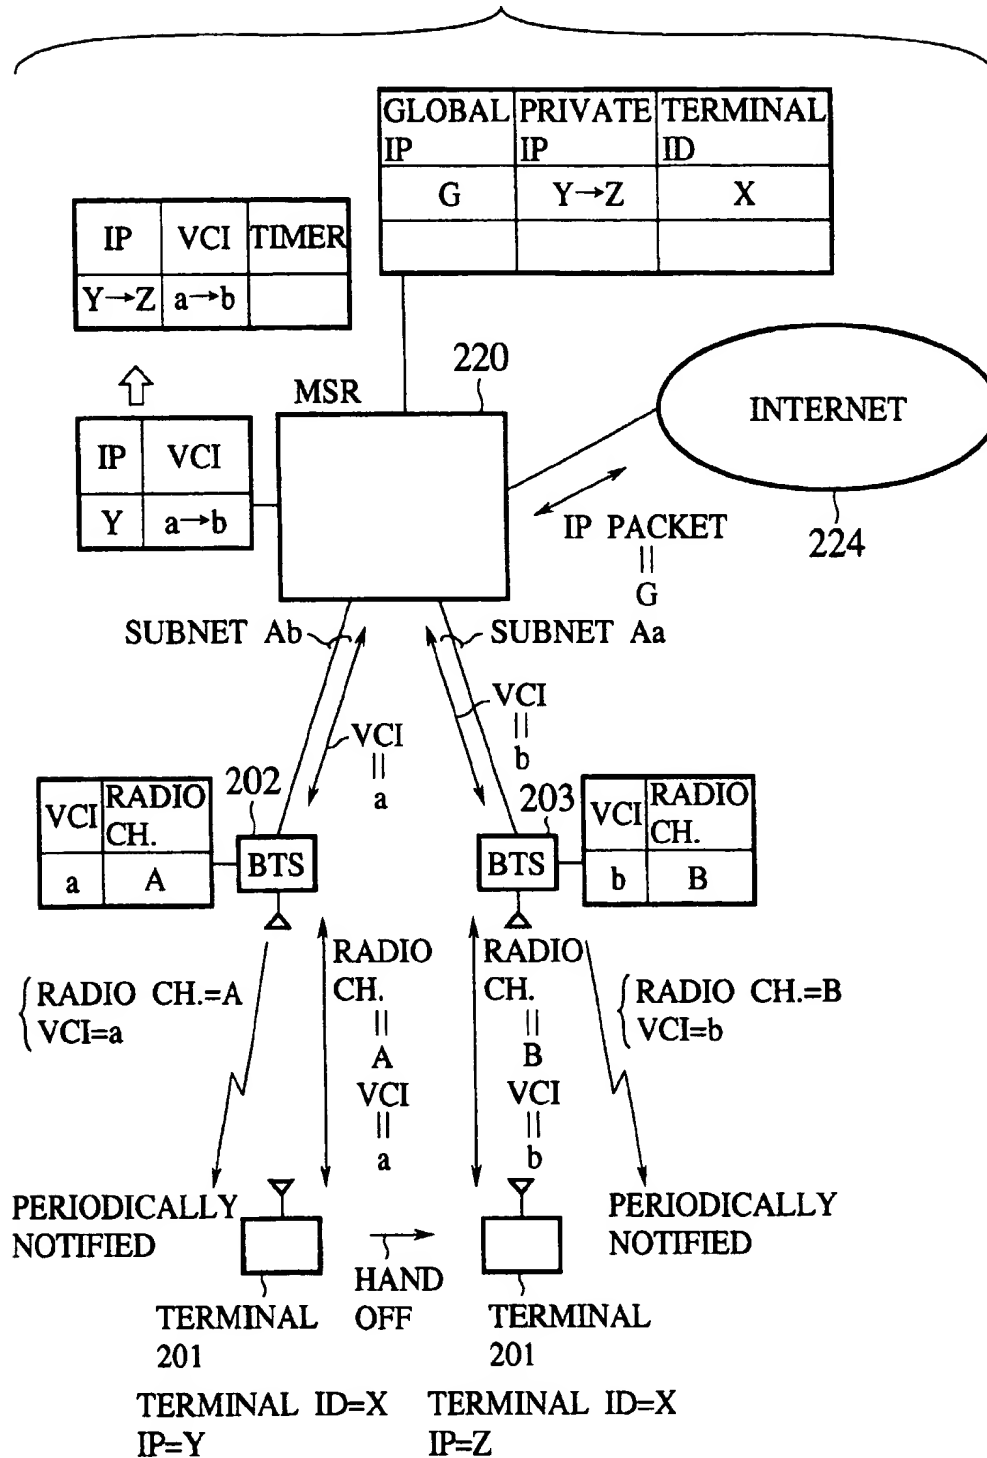 GLOBAL IP PRIVATE IP TERMINAL ID
G Y→Z X
IP VCI TIMER
Y→Z a→b
220
MSR
INTERNET
IP VCI
Y a→b
224
IP PACKET
||
G
SUBNET Ab
SUBNET Aa
VCI
||
a
VCI
||
b
202
203
VCI RADIO CH.
a A
BTS
BTS
VCI RADIO CH.
b B
RADIO CH.=A
VCI=a
RADIO
CH.
||
A
VCI
||
a
RADIO
CH.
||
B
VCI
||
b
RADIO CH.=B
VCI=b
PERIODICALLY
NOTIFIED
PERIODICALLY
NOTIFIED
HAND
OFF
TERMINAL
201
TERMINAL
201
TERMINAL ID=X
IP=Y
TERMINAL ID=X
IP=Z